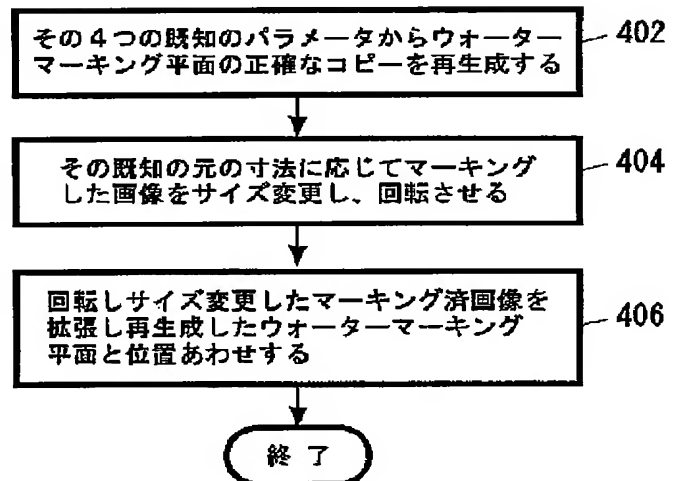 その４つの既知のパラメータからウォーター
マーキング平面の正確なコピーを再生成する
402
その既知の元の寸法に応じてマーキング
した画像をサイズ変更し、回転させる
404
回転しサイズ変更したマーキング済画像を
拡張し再生成したウォーターマーキング
平面と位置あわせする
406
終 了